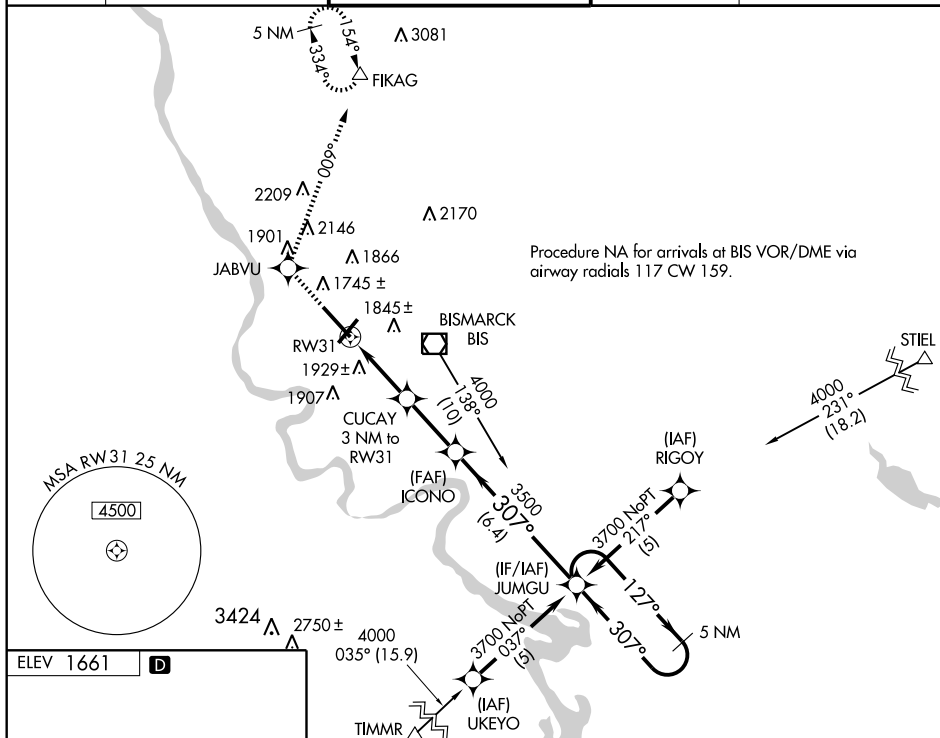 5 NM
154°
334°
3081
FIKAG
009°
2209
2146
2170
1901
1866
JABVU
1745 ±
1845 ±
Procedure NA for arrivals at BIS VOR/DME via
airway radials 117 CW 159.
BISMARCK
BIS
RW31
1929 ±
1907
STIEL
4000
138°
(10)
4000
231°
(18.2)
CUCAY
3 NM to
RW31
(IAF)
RIGOY
(FAF)
ICONO
MSA RW31 25 NM
4500
3500
307°
(6.4)
3700 NoPT
217°
(5)
(IF/IAF)
JUMGU
127°
307°
5 NM
3424
2750 ±
4000
035° (15.9)
3700 NoPT
037°
(5)
(IAF)
UKEYO
TIMMR
ELEV 1661
D